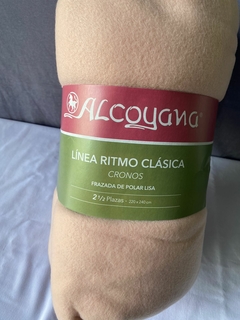 ALCOYANA
LÍNEA RITMO CLÁSICA
CRONOS
FRAZADA DE POLAR LISA
2 ½ Plazas